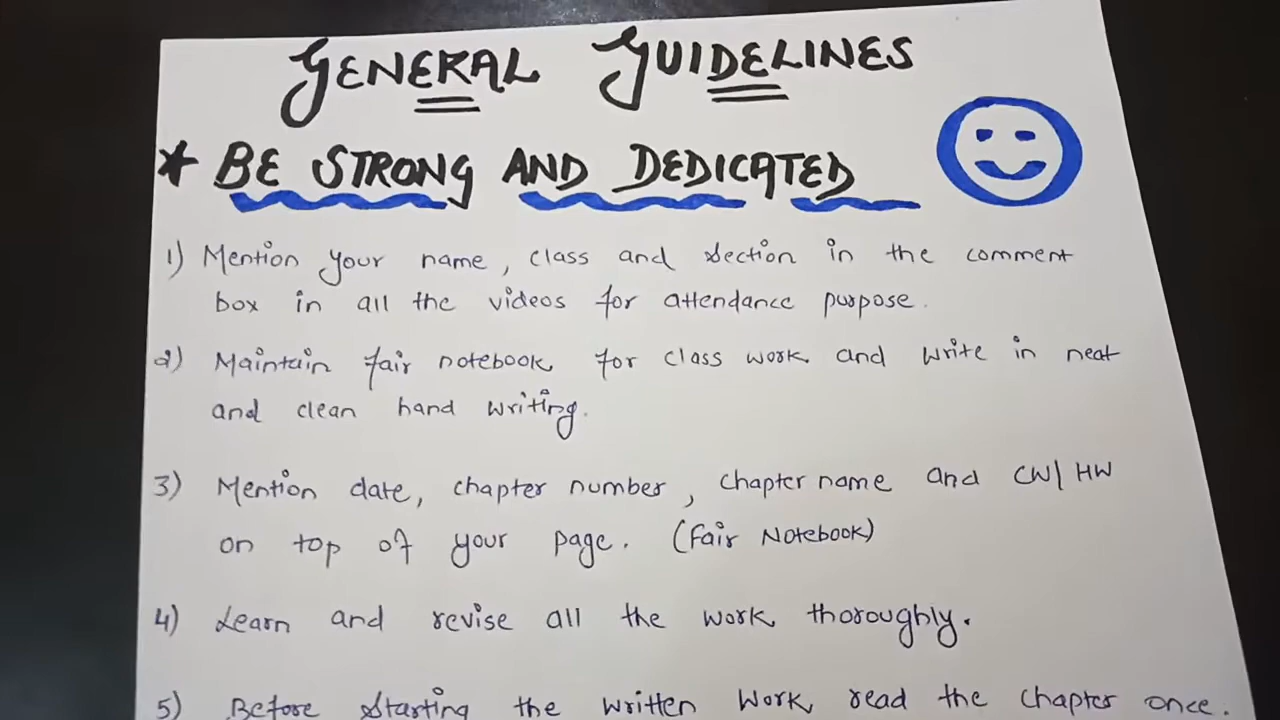 GENERAL GUIDELINES
* BE STRONG AND DEDICATED
1) Mention your name, class and section in the comment
box in all the videos for attendance purpose.
2) Maintain fair notebook for class work and write in neat
and clean hand writing.
3) Mention date, chapter number, chapter name and CW/HW
on top of your page. (Fair Notebook)
4) Learn and revise all the work thoroughly.
5) Before starting the written work read the chapter once.